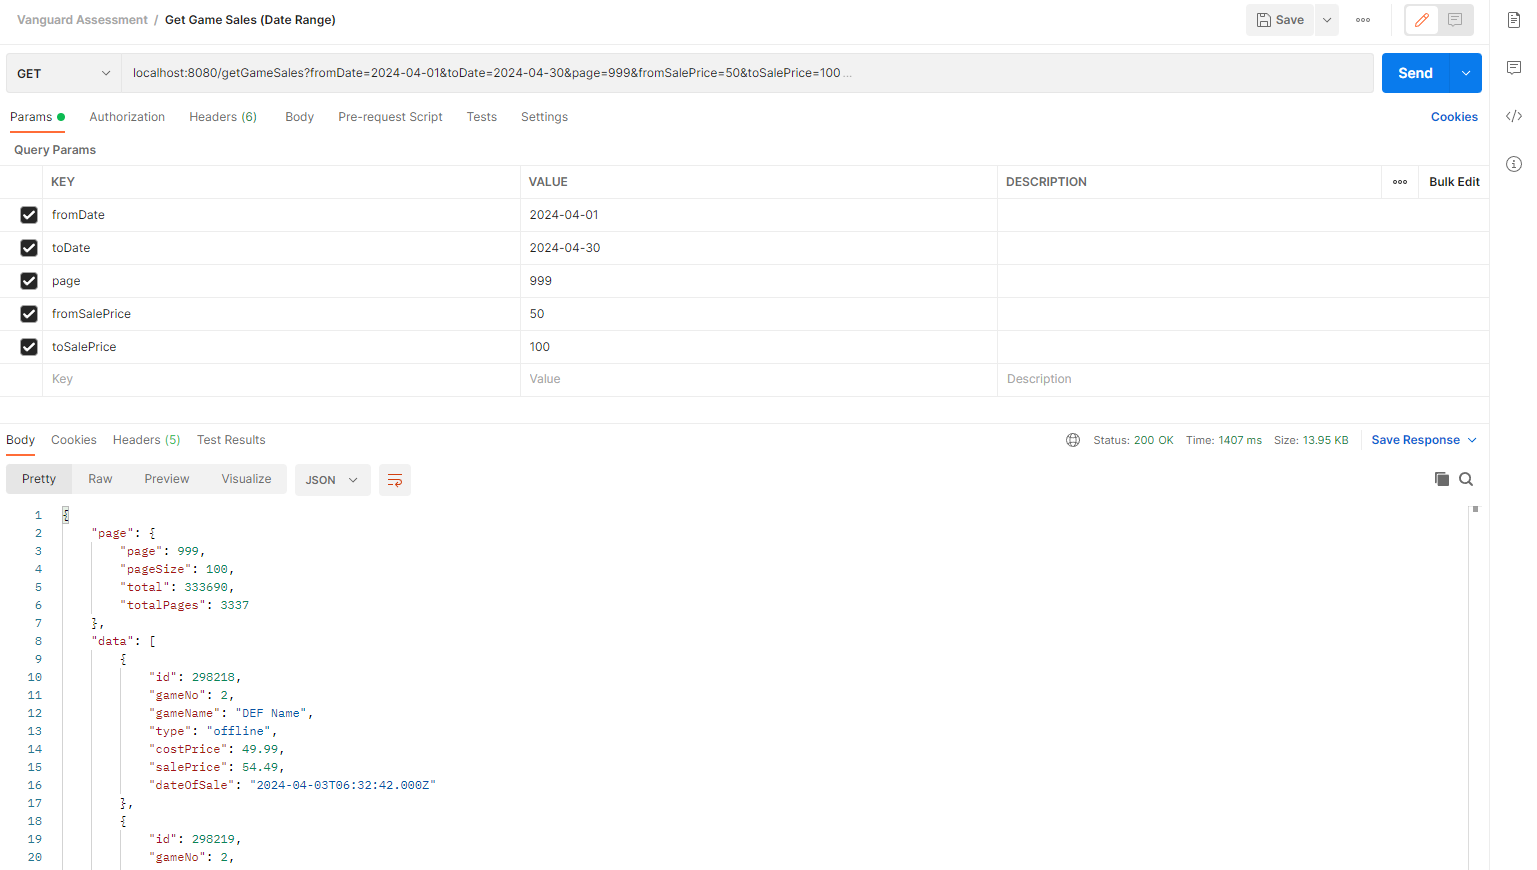 Vanguard Assessment / Get Game Sales (Date Range)
Save
GET
localhost:8080/getGameSales?fromDate=2024-04-01&toDate=2024-04-30&page=999&fromSalePrice=50&toSalePrice=100...
Send
Params Authorization Headers (6) Body Pre-request Script Tests Settings Cookies
Query Params
KEY VALUE DESCRIPTION Bulk Edit
fromDate 2024-04-01
toDate 2024-04-30
page 999
fromSalePrice 50
toSalePrice 100
Key Value Description
Body Cookies Headers (5) Test Results Status: 200 OK Time: 1407 ms Size: 13.95 KB Save Response
Pretty Raw Preview Visualize JSON
1 {
2 "page": {
3 "page": 999,
4 "pageSize": 100,
5 "total": 333690,
6 "totalPages": 3337
7 },
8 "data": [
9 {
10 "id": 298218,
11 "gameNo": 2,
12 "gameName": "DEF Name",
13 "type": "offline",
14 "costPrice": 49.99,
15 "salePrice": 54.49,
16 "dateOfSale": "2024-04-03T06:32:42.000Z"
17 },
18 {
19 "id": 298219,
20 "gameNo": 2,